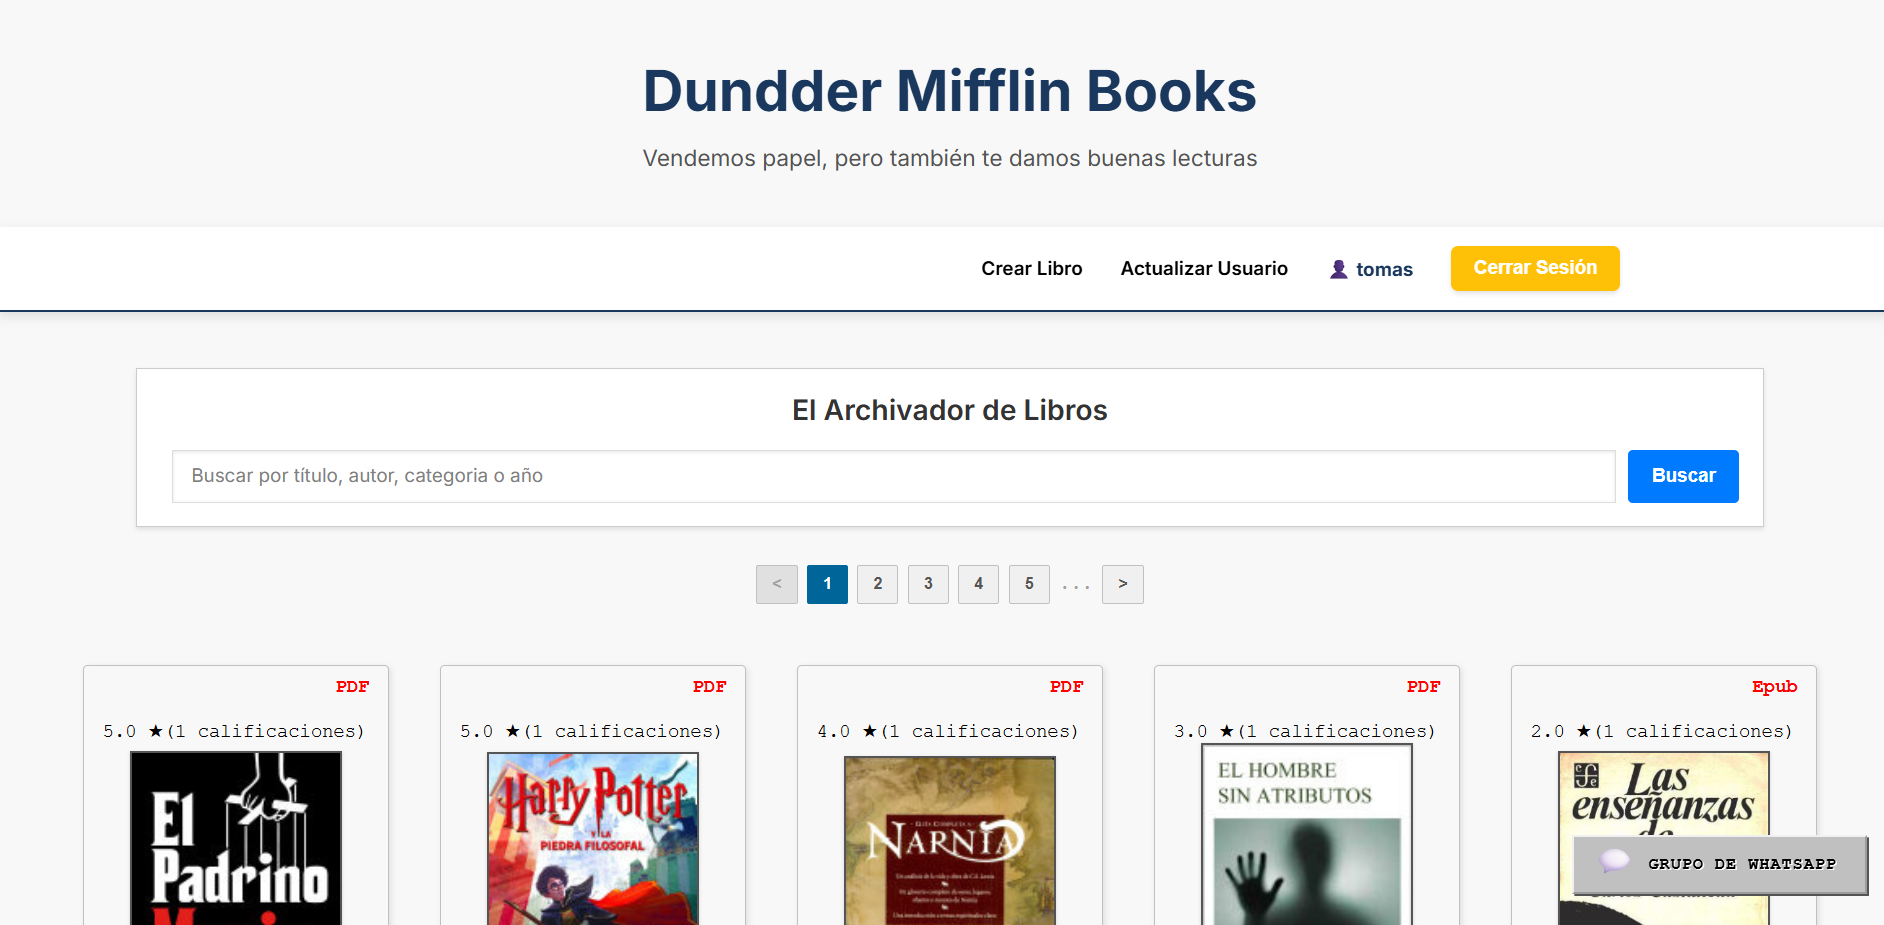 Dundder Mifflin Books
Vendemos papel, pero también te damos buenas lecturas
Crear Libro Actualizar Usuario tomas Cerrar Sesión
El Archivador de Libros
Buscar por título, autor, categoria o año Buscar
< 1 2 3 4 5 ... >
PDF PDF PDF PDF Epub
5.0 ★(1 calificaciones) 5.0 ★(1 calificaciones) 4.0 ★(1 calificaciones) 3.0 ★(1 calificaciones) 2.0 ★(1 calificaciones)
El
Padrino
Harry Potter
Y LA
PIEDRA FILOSOFAL
GUÍA COMPLETA
NARNIA
EL HOMBRE
SIN ATRIBUTOS
Las
enseñanzas
de
GRUPO DE WHATSAPP